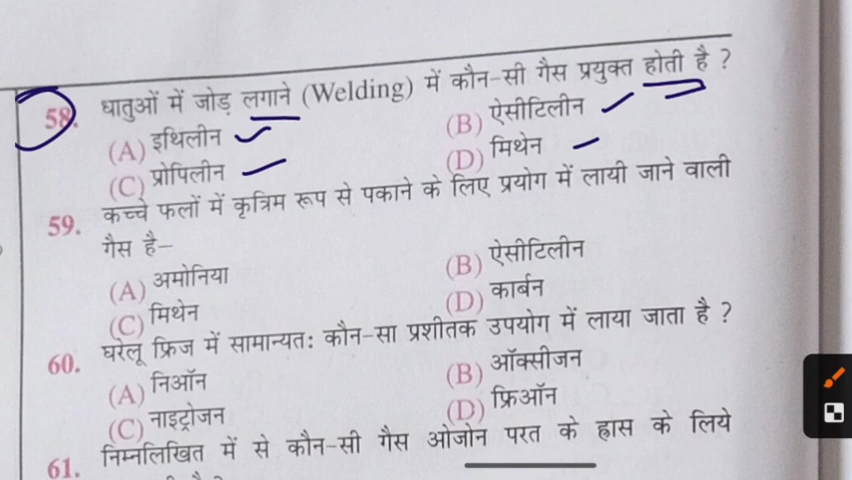 58. धातुओं में जोड़ लगाने (Welding) में कौन-सी गैस प्रयुक्त होती है ?
(A) इथिलीन (B) ऐसीटिलीन
(C) प्रोपिलीन (D) मिथेन
59. कच्चे फलों में कृत्रिम रूप से पकाने के लिए प्रयोग में लायी जाने वाली
गैस है–
(A) अमोनिया (B) ऐसीटिलीन
(C) मिथेन (D) कार्बन
60. घरेलू फ्रिज में सामान्यतः कौन-सा प्रशीतक उपयोग में लाया जाता है ?
(A) निऑन (B) ऑक्सीजन
(C) नाइट्रोजन (D) फ्रिऑन
61. निम्नलिखित में से कौन-सी गैस ओजोन परत के ह्रास के लिये